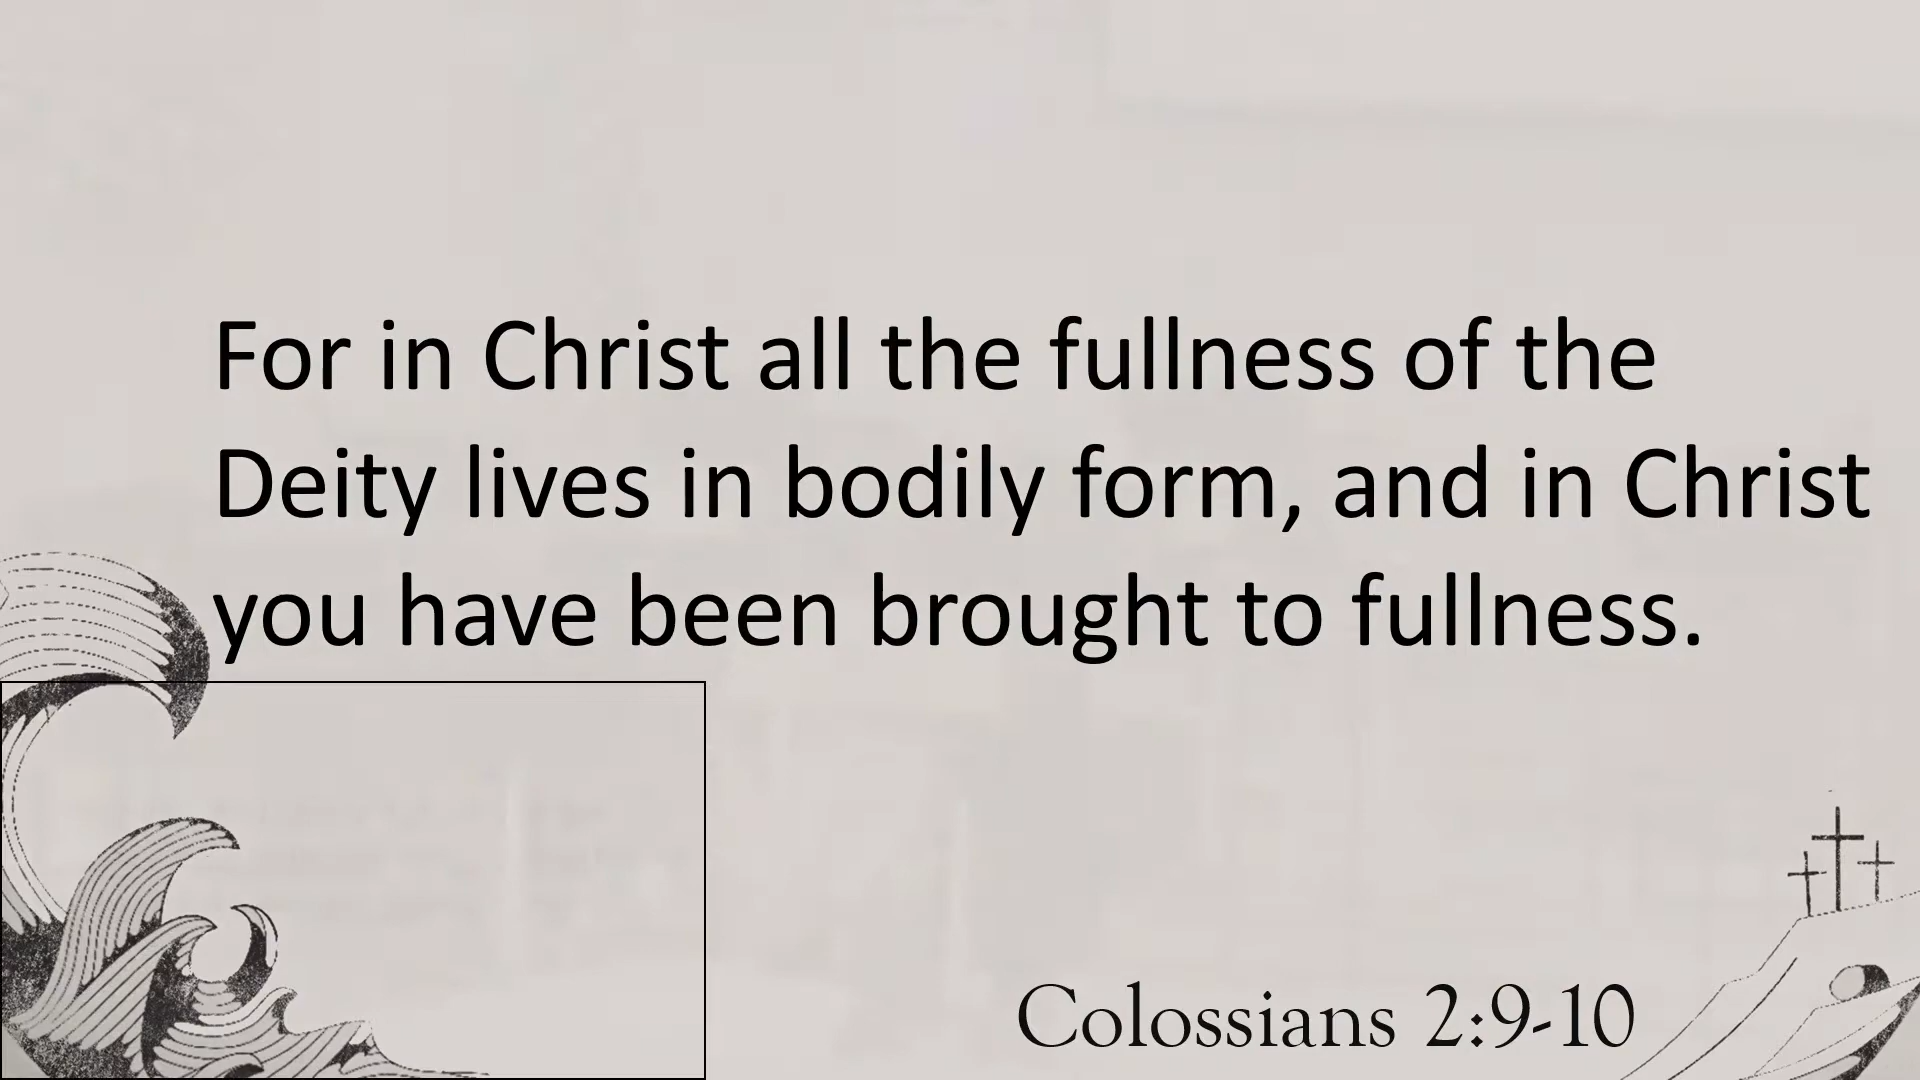 For in Christ all the fullness of the
Deity lives in bodily form, and in Christ
you have been brought to fullness.
Colossians 2:9-10